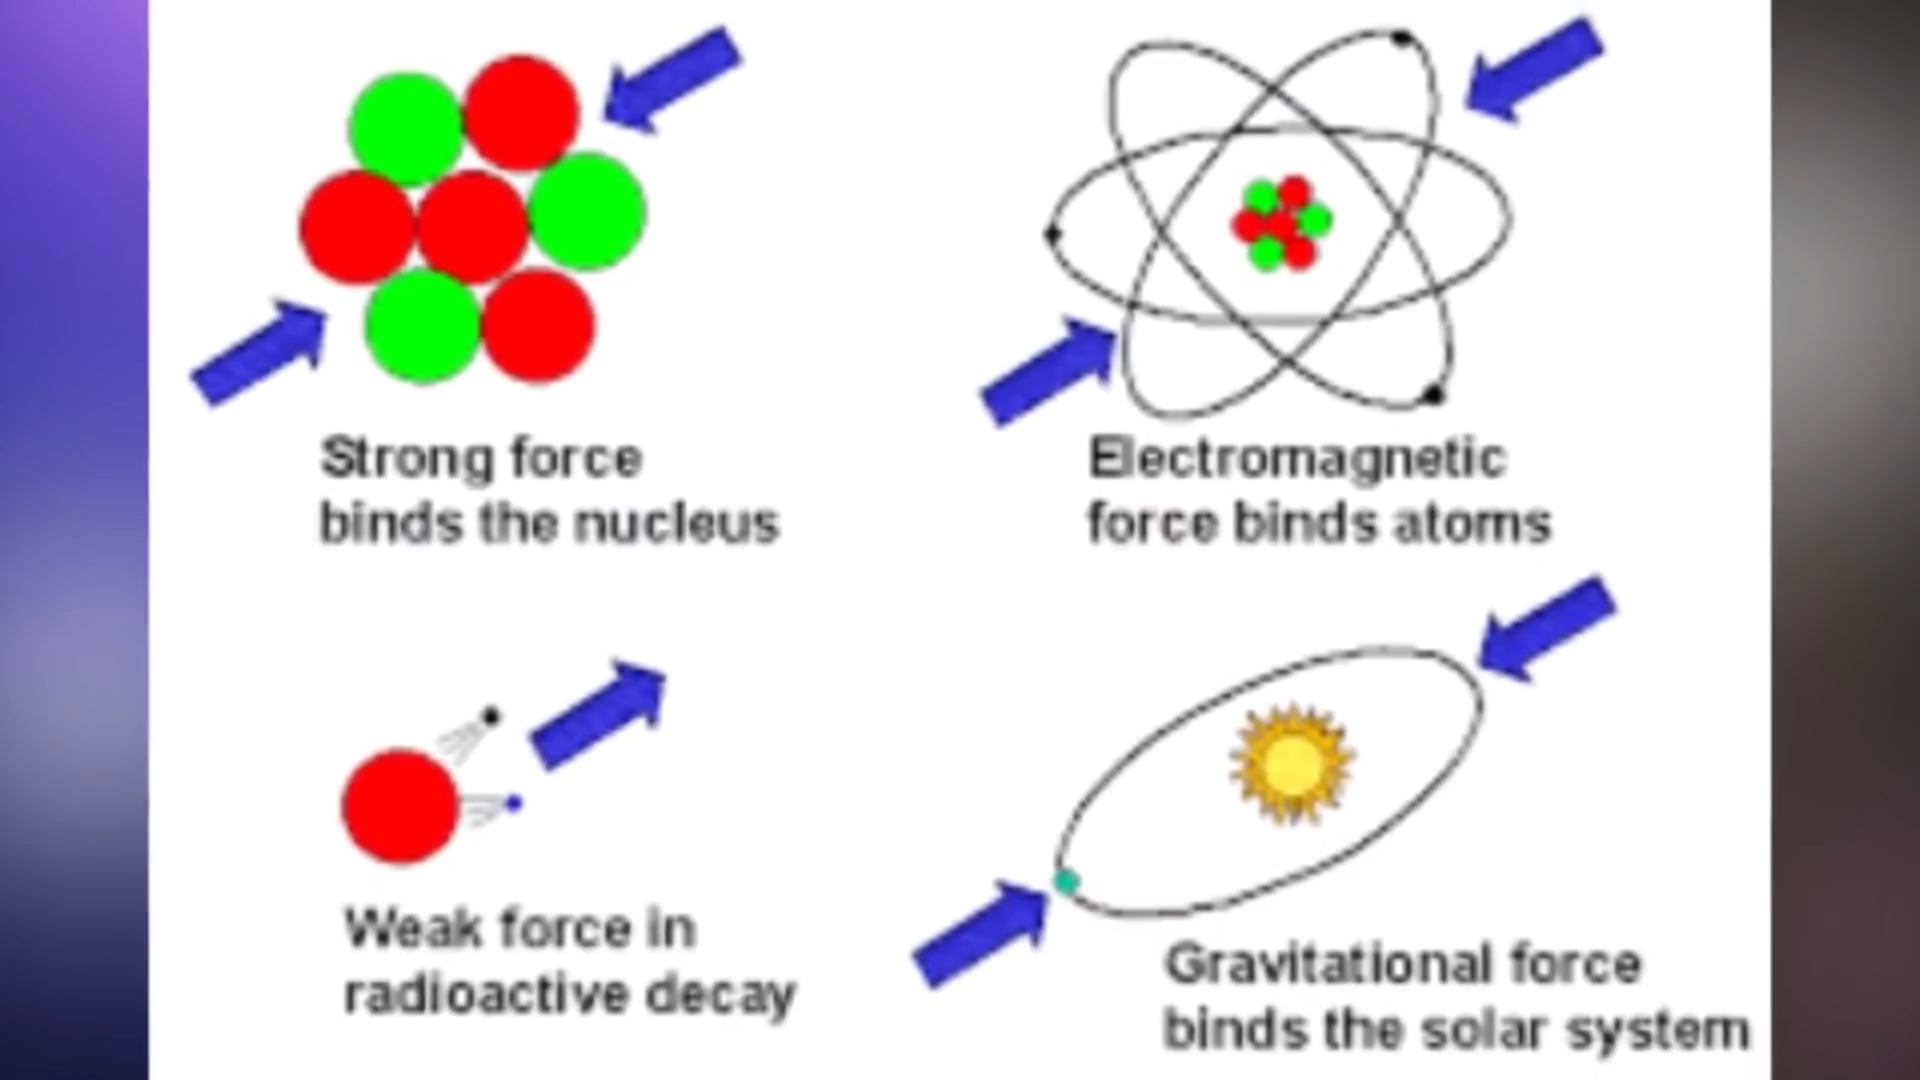 Strong force
binds the nucleus
Electromagnetic
force binds atoms
Weak force in
radioactive decay
Gravitational force
binds the solar system